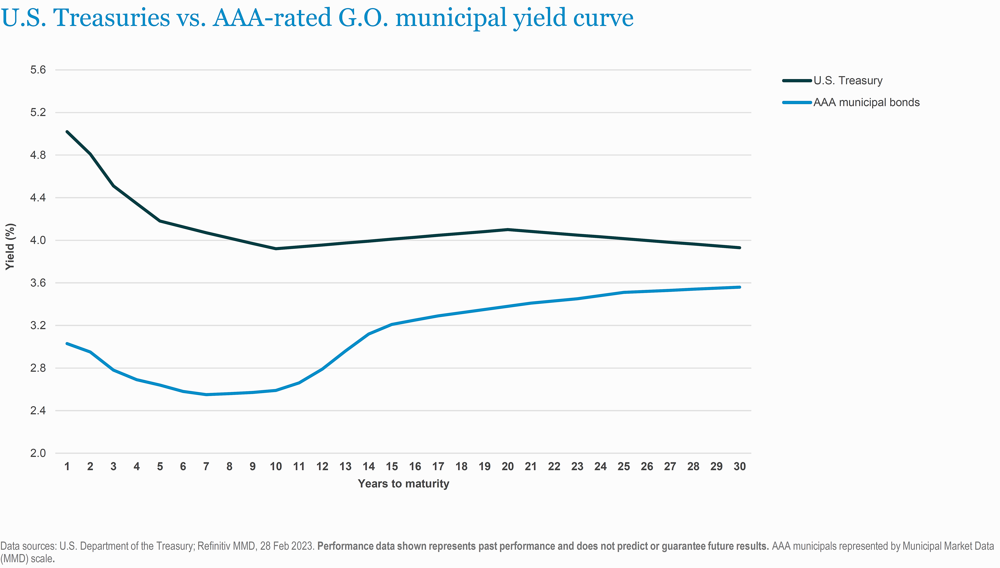 U.S. Treasuries vs. AAA-rated G.O. municipal yield curve
5.6
5.2
4.8
4.4
4.0
3.6
3.2
2.8
2.4
2.0
Yield (%)
U.S. Treasury
AAA municipal bonds
1 2 3 4 5 6 7 8 9 10 11 12 13 14 15 16 17 18 19 20 21 22 23 24 25 26 27 28 29 30
Years to maturity
Data sources: U.S. Department of the Treasury; Refinitiv MMD, 28 Feb 2023. Performance data shown represents past performance and does not predict or guarantee future results. AAA municipals represented by Municipal Market Data
(MMD) scale.